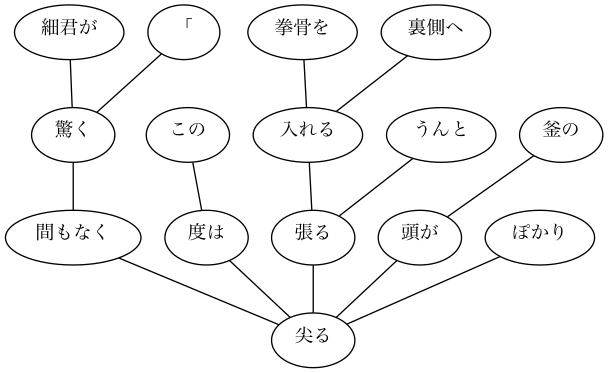 細君が 「 拳骨を 裏側へ
驚く この 入れる うんと 釜の
間もなく 度は 張る 頭が ぽかり
尖る